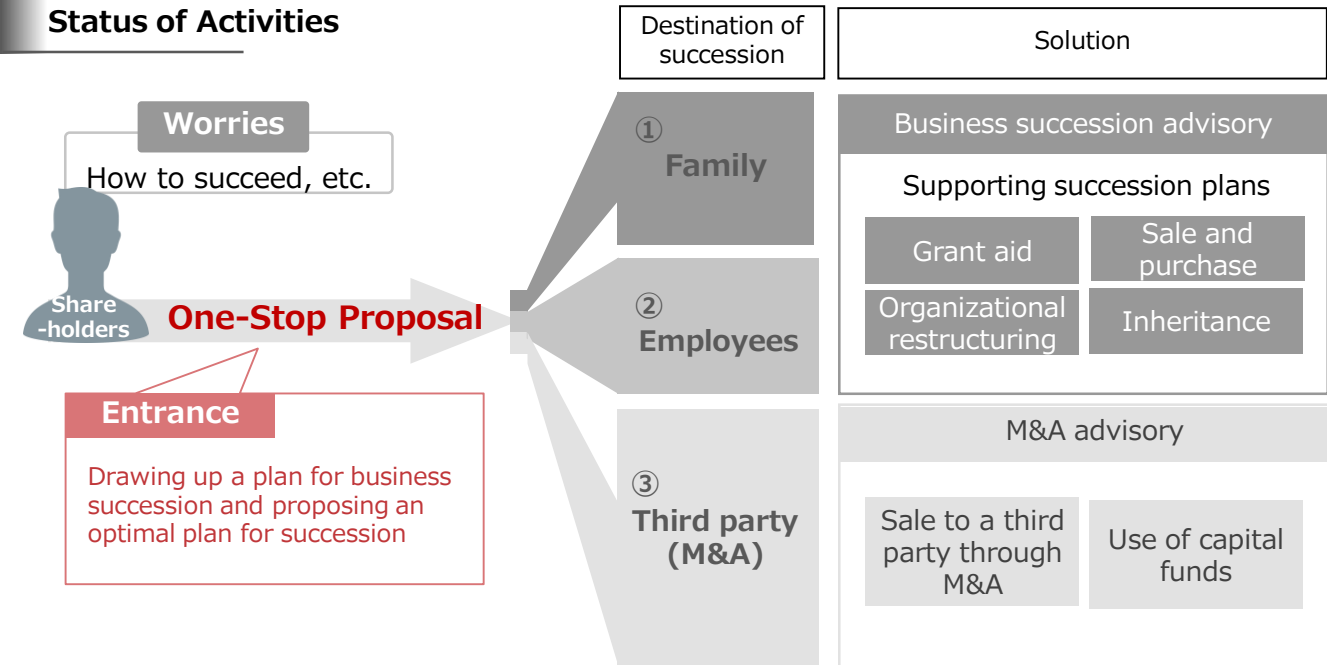 Status of Activities
Destination of
succession
Solution
Worries
How to succeed, etc.
Share
-holders
One-Stop Proposal
Entrance
Drawing up a plan for business
succession and proposing an
optimal plan for succession
①
Family
②
Employees
③
Third party
(M&A)
Business succession advisory
Supporting succession plans
Grant aid
Sale and
purchase
Organizational
restructuring
Inheritance
M&A advisory
Sale to a third
party through
M&A
Use of capital
funds